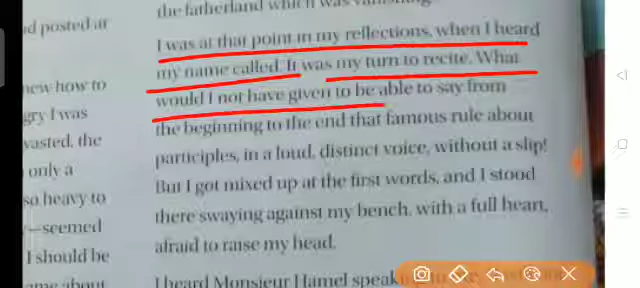 d posted at
new how to
gry I was
vasted, the
only a
so heavy to
—seemed
I should be
ame about
the fatherland which was
I was at that point in my reflections, when I heard
my name called. It was my turn to recite. What
would I not have given to be able to say from
the beginning to the end that famous rule about
participles, in a loud, distinct voice, without a slip!
But I got mixed up at the first words, and I stood
there swaying against my bench, with a full heart,
afraid to raise my head.
I heard Monsieur Hamel speak